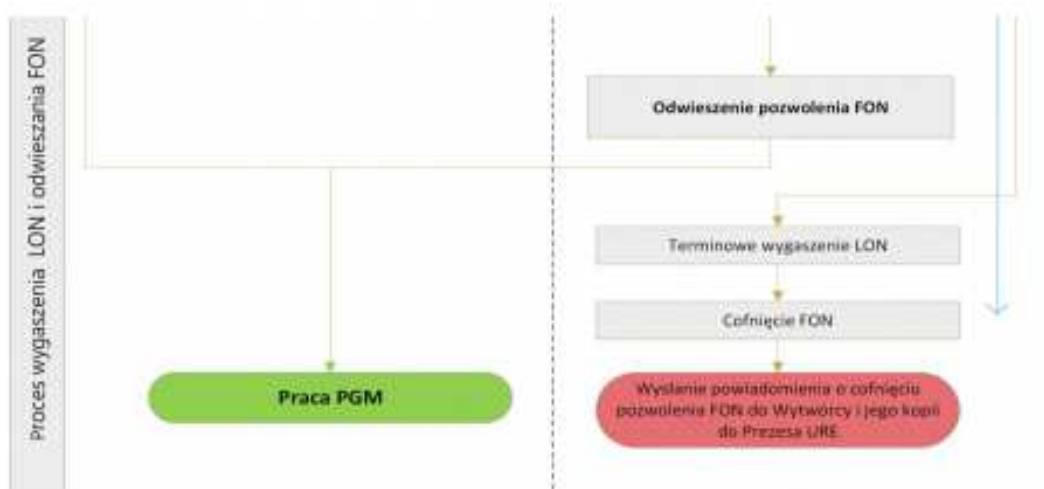 Proces wygaszenia LON i odwieszania FON
Odwieszenie pozwolenia FON
Terminowe wygaszenie LON
Cofnięcie FON
Praca PGM
Wysłanie powiadomienia o cofnięciu
pozwolenia FON do Wytwórcy i jego kopii
do Prezesa URE